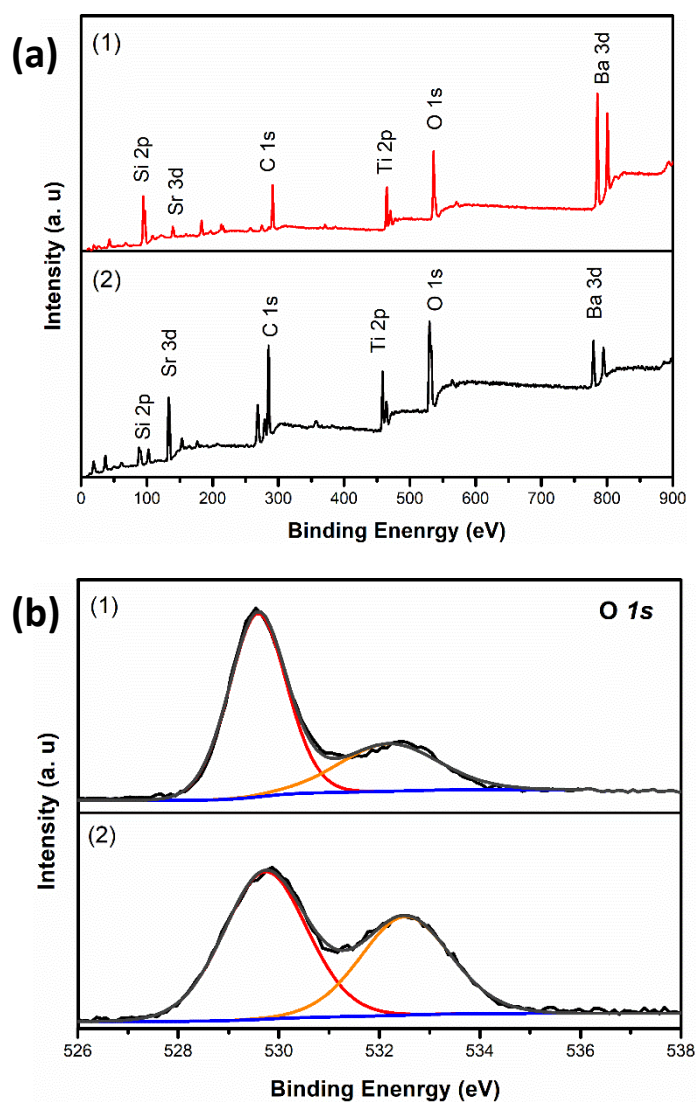 (a)
(1)
Si 2p
Sr 3d
C 1s
Ti 2p
O 1s
Ba 3d
(2)
Si 2p
Sr 3d
C 1s
Ti 2p
O 1s
Ba 3d
Intensity (a. u)
0 100 200 300 400 500 600 700 800 900
Binding Enenrgy (eV)
(b)
(1)
O 1s
(2)
Intensity (a. u)
526 528 530 532 534 536 538
Binding Enenrgy (eV)